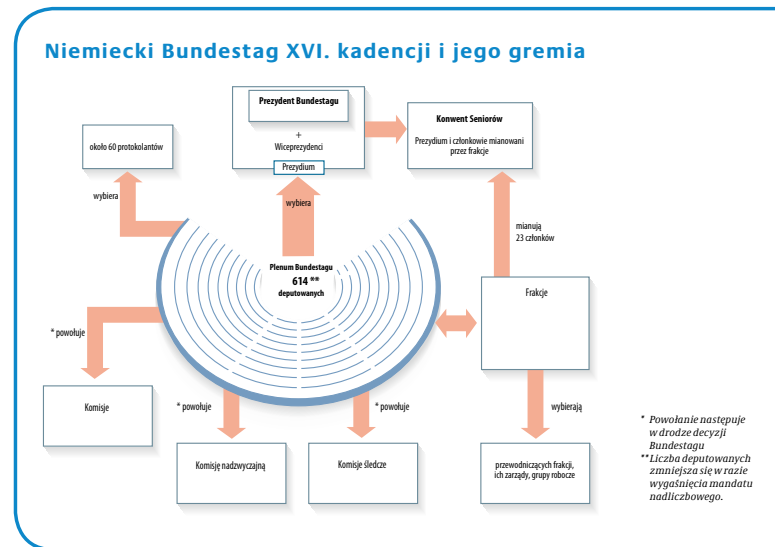 Niemiecki Bundestag XVI. kadencji i jego gremia
Prezydent Bundestagu
+
Wiceprezydenci
Prezydium
Konwent Seniorów
Prezydium i członkowie mianowani
przez frakcje
około 60 protokolantów
wybiera
wybiera
mianują
23 członków
Plenum Bundestagu
614 **
deputowanych
Frakcje
* powołuje
Komisje
* powołuje
* powołuje
wybierają
Komisję nadzwyczajną
Komisje śledcze
przewodniczących frakcji,
ich zarządy, grupy robocze
* Powołanie następuje
w drodze decyzji
Bundestagu
** Liczba deputowanych
zmniejsza się w razie
wygaśnięcia mandatu
nadliczbowego.